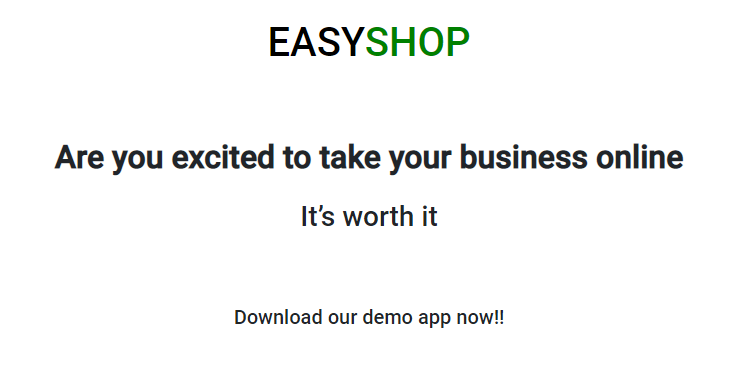 EASYSHOP
Are you excited to take your business online
It’s worth it
Download our demo app now!!